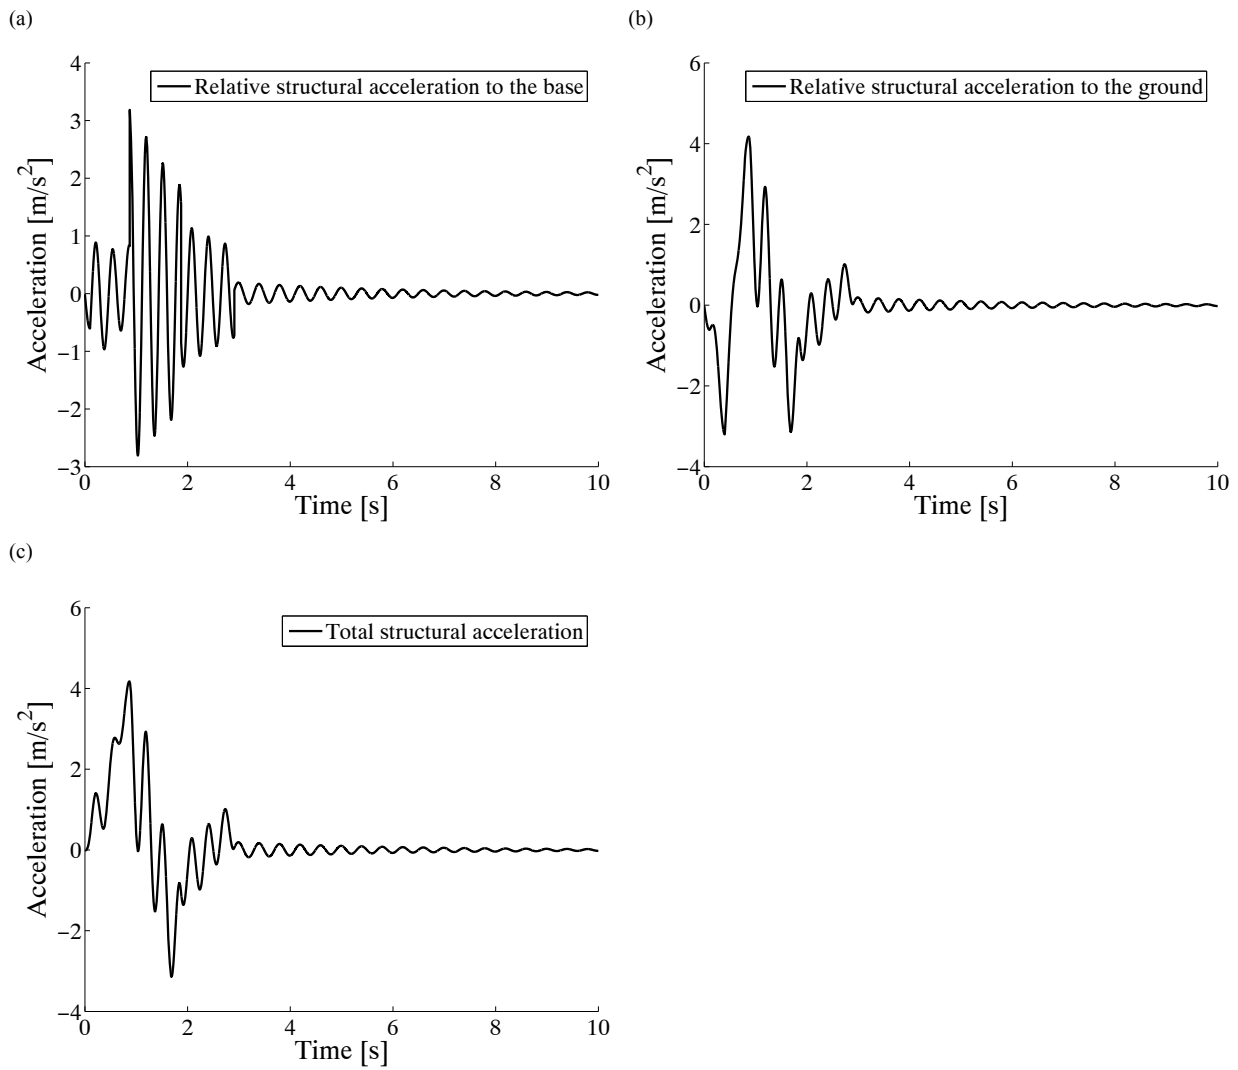 (a)
Relative structural acceleration to the base
Acceleration [m/s2]
4
3
2
1
0
−1
−2
−3
0 2 4 6 8 10
Time [s]
(b)
Relative structural acceleration to the ground
Acceleration [m/s2]
6
4
2
0
−2
−4
0 2 4 6 8 10
Time [s]
(c)
Total structural acceleration
Acceleration [m/s2]
6
4
2
0
−2
−4
0 2 4 6 8 10
Time [s]